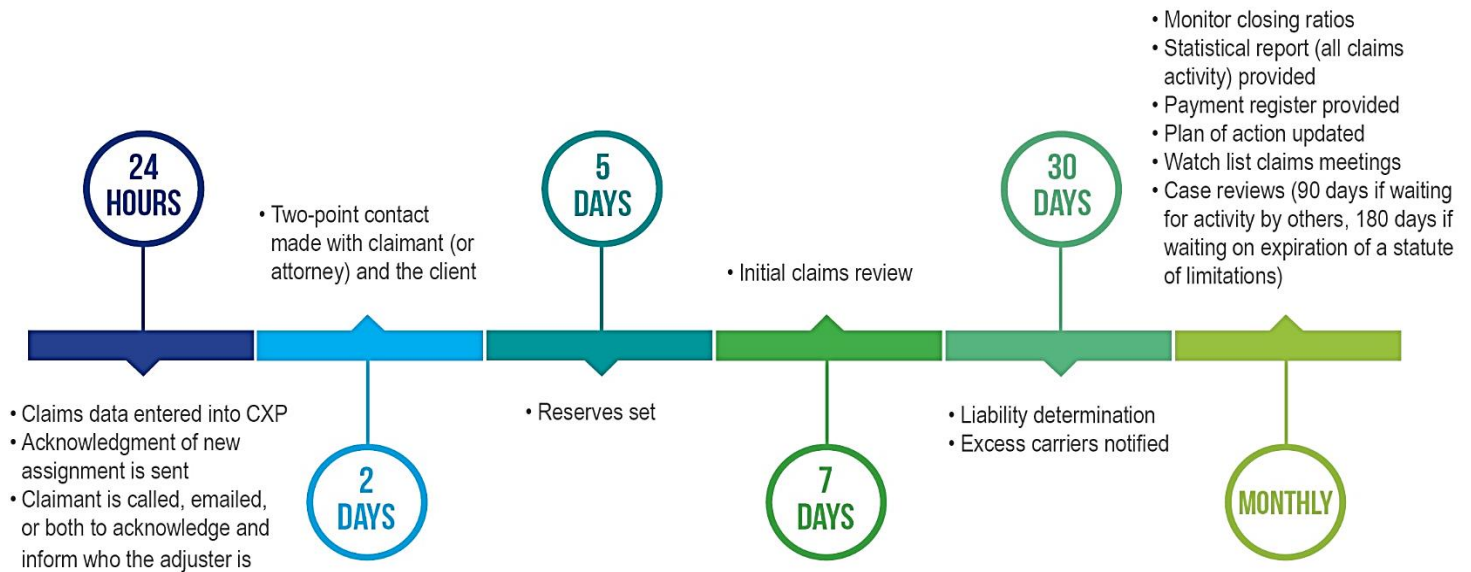 24
HOURS
• Claims data entered into CXP
• Acknowledgment of new
assignment is sent
• Claimant is called, emailed,
or both to acknowledge and
inform who the adjuster is
• Two-point contact
made with claimant (or
attorney) and the client
2
DAYS
5
DAYS
• Reserves set
• Initial claims review
7
DAYS
30
DAYS
• Liability determination
• Excess carriers notified
• Monitor closing ratios
• Statistical report (all claims
activity) provided
• Payment register provided
• Plan of action updated
• Watch list claims meetings
• Case reviews (90 days if waiting
for activity by others, 180 days if
waiting on expiration of a statute
of limitations)
MONTHLY